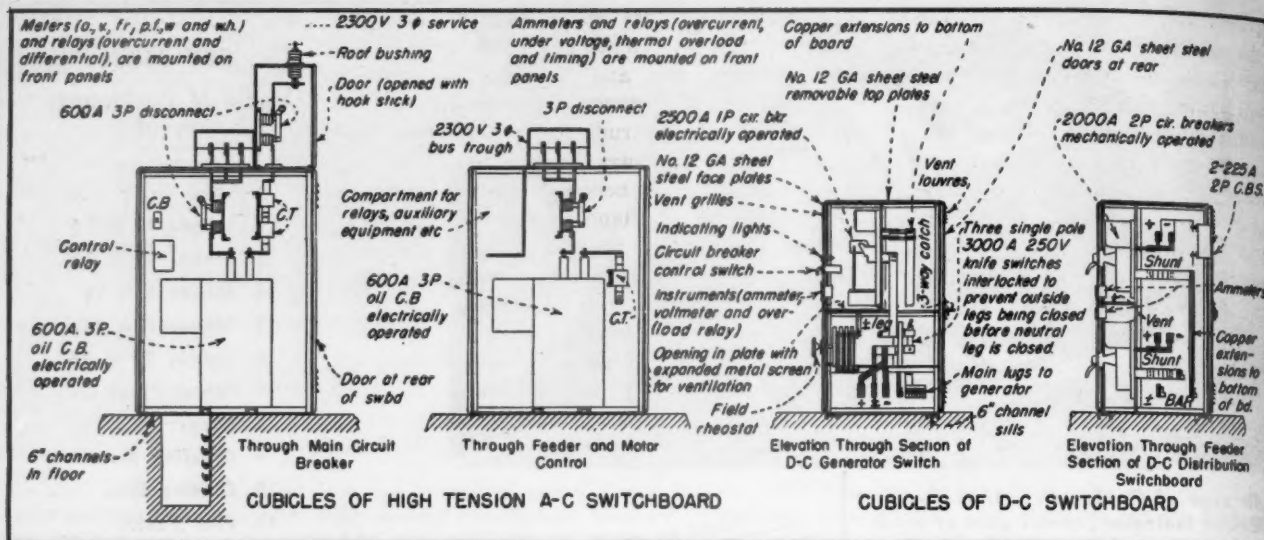 Meters (a., v., fr., p.f., w and w.h.)
and relays (overcurrent and
differential), are mounted on
front panels
2300 V 3ϕ service
Roof bushing
Door (opened with
hook stick)
600A 3P disconnect
C.B
C.T.
Control
relay
600A. 3P.
oil C.B.
electrically
operated
Door at rear
of swbd
6" channels
In floor
Through Main Circuit
Breaker
Ammeters and relays (overcurrent,
under voltage, thermal overload
and timing) are mounted on front
panels
3P disconnect
2300V 3ϕ
bus trough
Compartment for
relays, auxiliary
equipment etc
600A 3P
oil C.B
electrically
operated
C.T.
Through Feeder and Motor
Control
CUBICLES OF HIGH TENSION A-C SWITCHBOARD
Copper extensions to bottom
of board
No. 12 GA sheet steel
removable top plates
No. 12 GA sheet steel
doors at rear
2500A 1P cir. bkr
electrically operated
No. 12 GA sheet
steel face plates
Vent grilles
Indicating lights
Circuit breaker
control switch
Instruments (ammeter,
voltmeter and over-
load relay)
Opening in plate with
expanded metal screen
for ventilation
Field
rheostat
Vent
louvres
3-way catch
Three single pole
3000 A 250V
knife switches
interlocked to
prevent outside
legs being closed
before neutral
leg is closed.
± leg
Main lugs to
generator
+ ± -
6" channel
sills
Elevation Through Section of
D-C Generator Switch
2000A 2P cir. breakers
mechanically operated
2-225A
2P C.B.S.
+ -
Shunt
Ammeters
Vent
+ -
Shunt
± BAR
Copper exten-
sions to
bottom
of bd.
Elevation Through Feeder
Section of D-C Distribution
Switchboard
CUBICLES OF D-C SWITCHBOARD